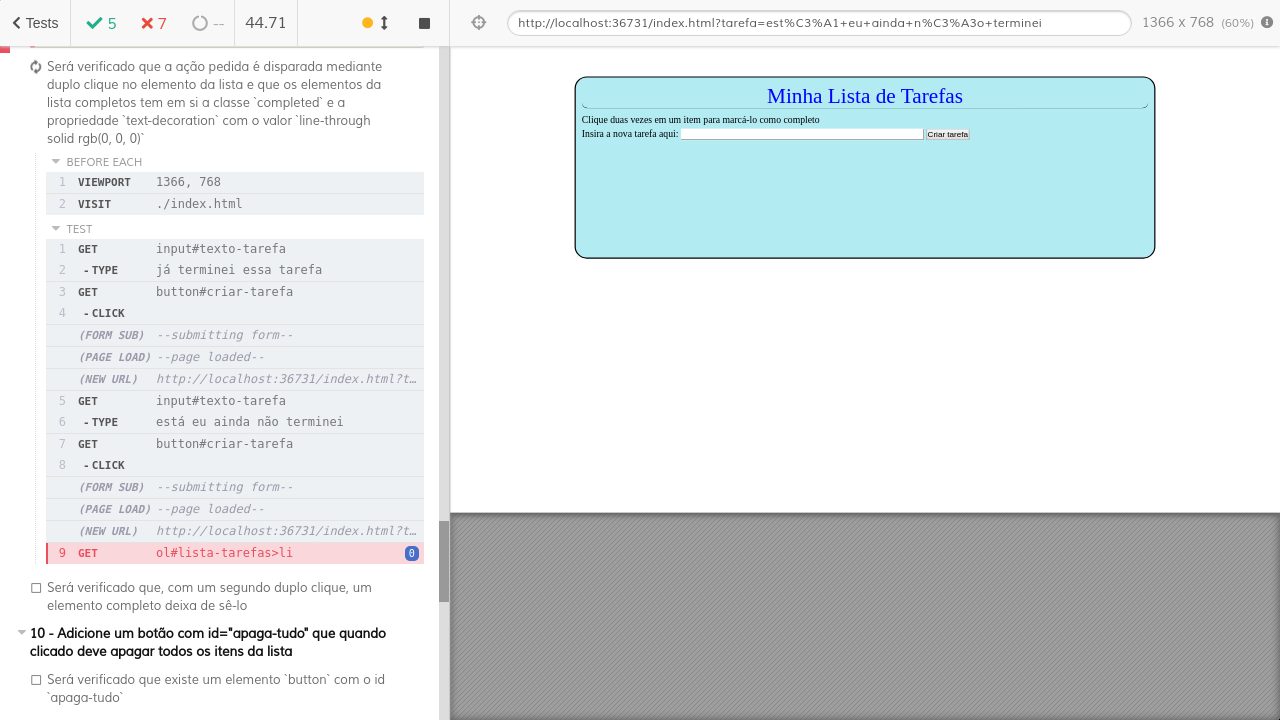 Tests
5
7
--
44.71
http://localhost:36731/index.html?tarefa=est%C3%A1+eu+ainda+n%C3%A3o+terminei
1366 x 768 (60%)
Será verificado que a ação pedida é disparada mediante
duplo clique no elemento da lista e que os elementos da
lista completos tem em si a classe `completed` e a
propriedade `text-decoration` com o valor `line-through
solid rgb(0, 0, 0)`
BEFORE EACH
1 VIEWPORT 1366, 768
2 VISIT ./index.html
TEST
1 GET input#texto-tarefa
2 -TYPE já terminei essa tarefa
3 GET button#criar-tarefa
4 -CLICK
(FORM SUB) --submitting form--
(PAGE LOAD) --page loaded--
(NEW URL) http://localhost:36731/index.html?t…
5 GET input#texto-tarefa
6 -TYPE está eu ainda não terminei
7 GET button#criar-tarefa
8 -CLICK
(FORM SUB) --submitting form--
(PAGE LOAD) --page loaded--
(NEW URL) http://localhost:36731/index.html?t…
9 GET ol#lista-tarefas>li 0
Será verificado que, com um segundo duplo clique, um
elemento completo deixa de sê-lo
10 - Adicione um botão com id="apaga-tudo" que quando
clicado deve apagar todos os itens da lista
Será verificado que existe um elemento `button` com o id
`apaga-tudo`
Minha Lista de Tarefas
Clique duas vezes em um item para marcá-lo como completo
Insira a nova tarefa aqui: Criar tarefa